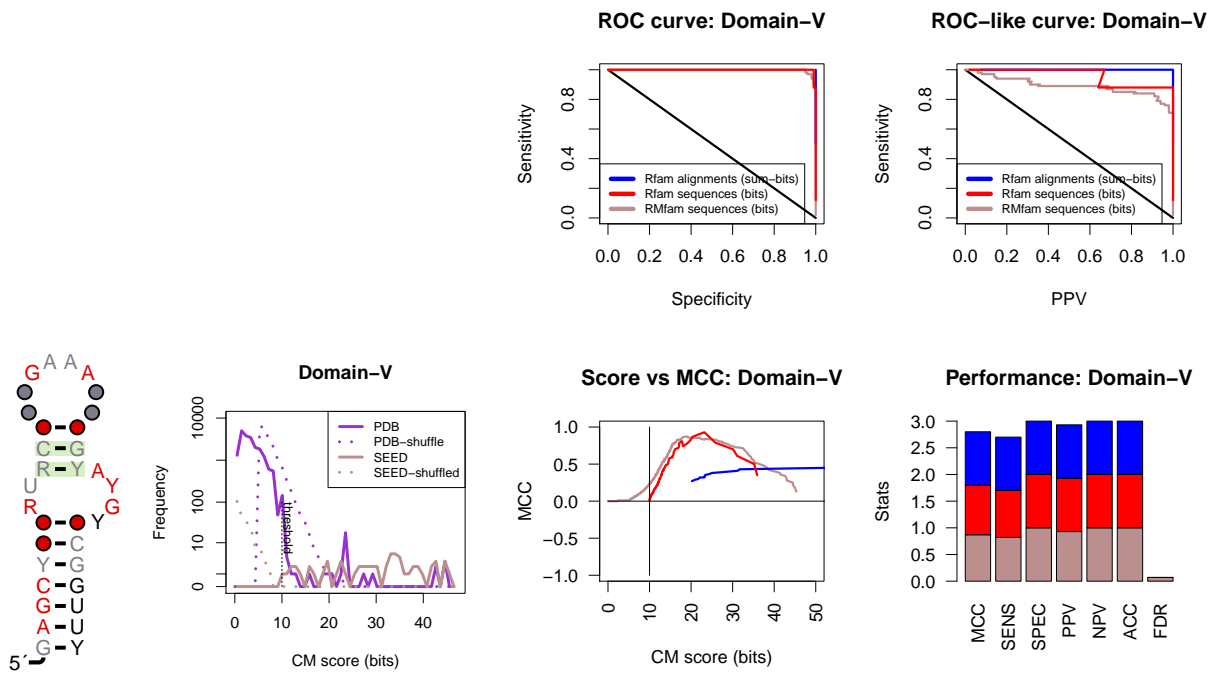 ROC curve: Domain−V
Sensitivity
0.0 0.4 0.8
Rfam alignments (sum−bits)
Rfam sequences (bits)
RMfam sequences (bits)
0.0 0.2 0.4 0.6 0.8 1.0
Specificity
ROC−like curve: Domain−V
Sensitivity
0.0 0.4 0.8
Rfam alignments (sum−bits)
Rfam sequences (bits)
RMfam sequences (bits)
0.0 0.2 0.4 0.6 0.8 1.0
PPV
G A A A
C G
R Y A
U Y
R G
Y
C
Y G
C G
G U
A U
G Y
5´
Domain−V
Frequency
0 10 100 10000
PDB
PDB−shuffle
SEED
SEED−shuffled
threshold
0 10 20 30 40
CM score (bits)
Score vs MCC: Domain−V
MCC
−1.0 −0.5 0.0 0.5 1.0
0 10 20 30 40 50
CM score (bits)
Performance: Domain−V
Stats
0.0 0.5 1.0 1.5 2.0 2.5 3.0
MCC SENS SPEC PPV NPV ACC FDR